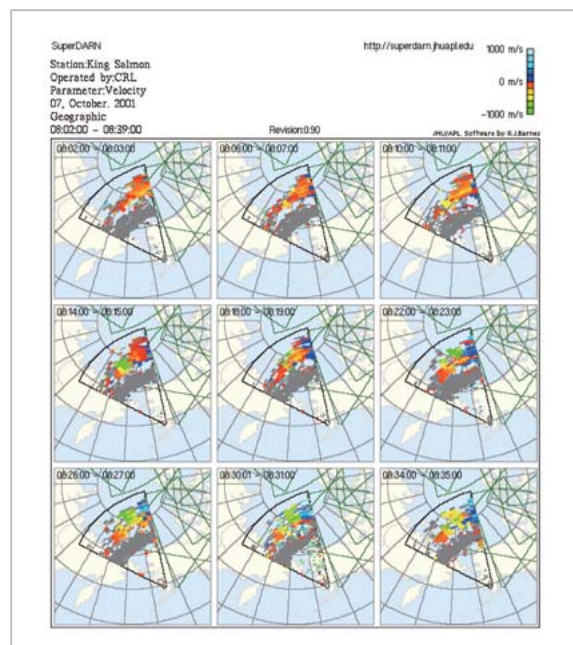 SuperDARN
http://superdarn.jhuapl.edu
1000 m/s
Station:King Salmon
Operated by:CRL
0 m/s
Parameter:Velocity
07, October. 2001
Geographic
-1000 m/s
08:02:00 - 08:39:00
Revision:0.90
JHU/APL. Software by R.J.Barnes
08:02:00 - 08:03:00
08:06:00 - 08:07:00
08:10:00 - 08:11:00
08:14:00 - 08:15:00
08:18:00 - 08:19:00
08:22:00 - 08:23:00
08:26:00 - 08:27:00
08:30:01 - 08:31:00
08:34:00 - 08:35:00